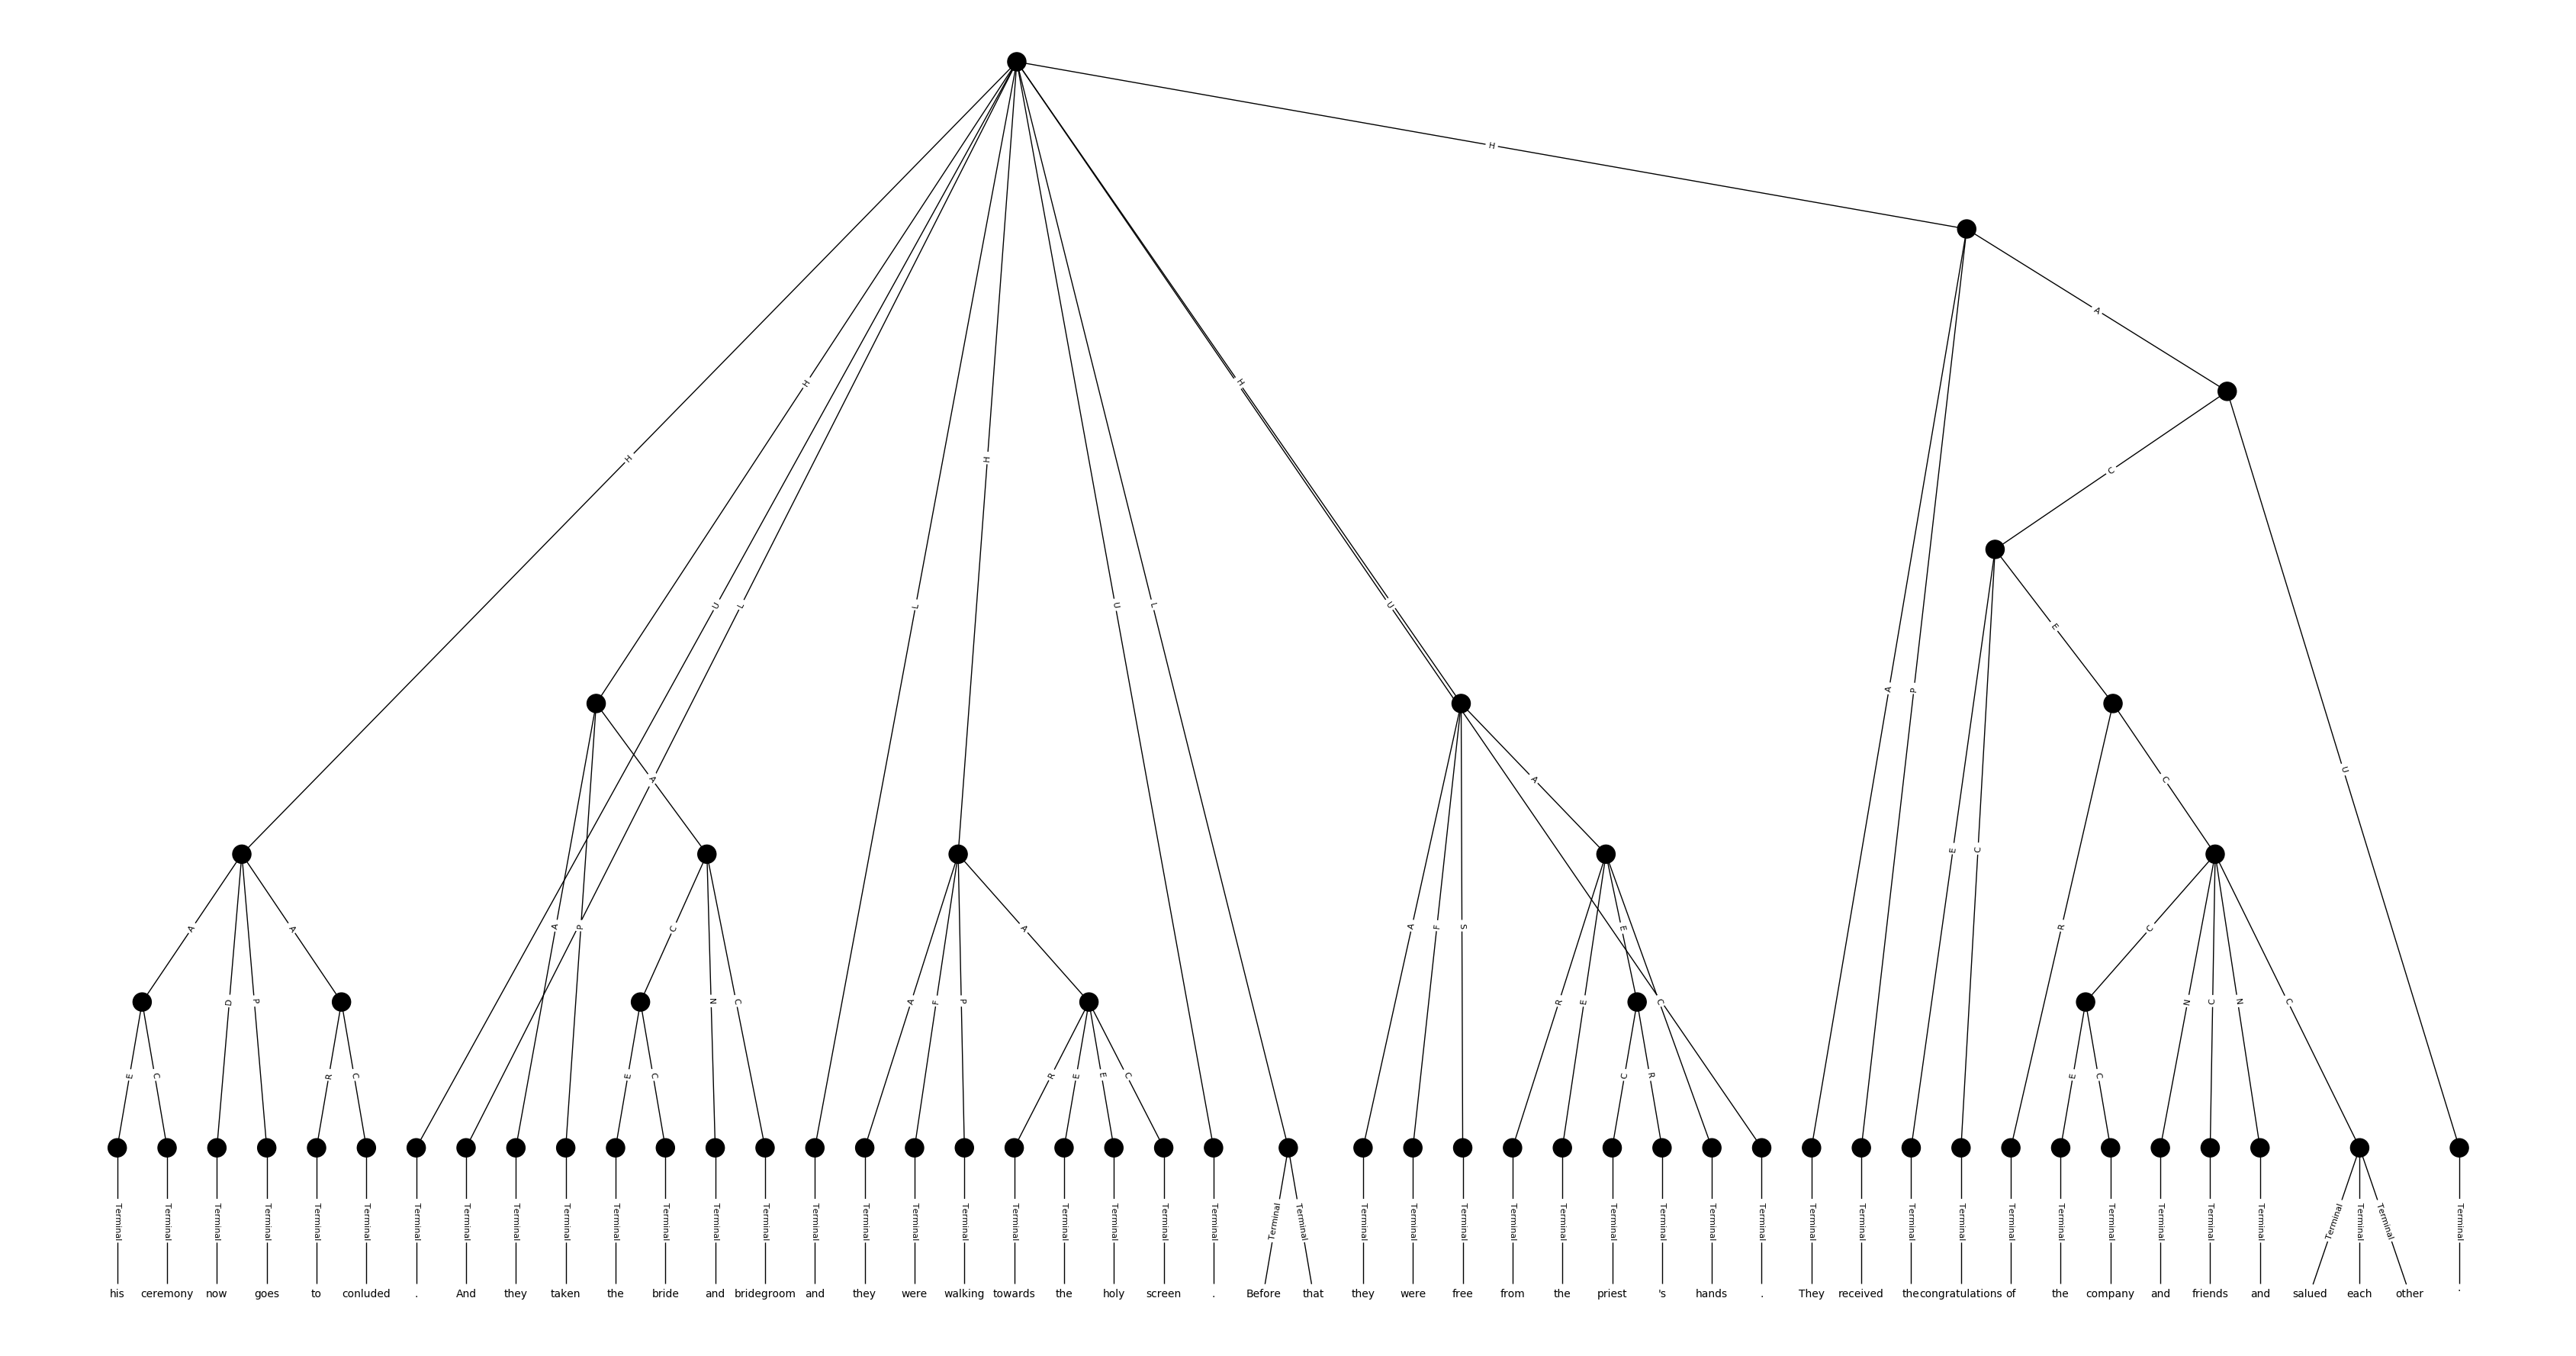 H
H
A
H
C
H
H
E
U L L U L U A P
A A C U
E C
A A A P C A A F S E R C
D P N C A F P R E C N C N C
E C R C E C R E E C C R E C
Terminal Terminal Terminal Terminal Terminal Terminal Terminal Terminal Terminal Terminal Terminal Terminal Terminal Terminal Terminal Terminal Terminal Terminal Terminal Terminal Terminal Terminal Terminal Terminal Terminal Terminal Terminal Terminal Terminal Terminal Terminal Terminal Terminal Terminal Terminal Terminal Terminal Terminal Terminal Terminal Terminal Terminal Terminal Terminal Terminal Terminal Terminal Terminal
his ceremony now goes to conluded . And they taken the bride and bridegroom and they were walking towards the holy screen . Before that they were free from the priest 's hands . They received the congratulations of the company and friends and salued each other .